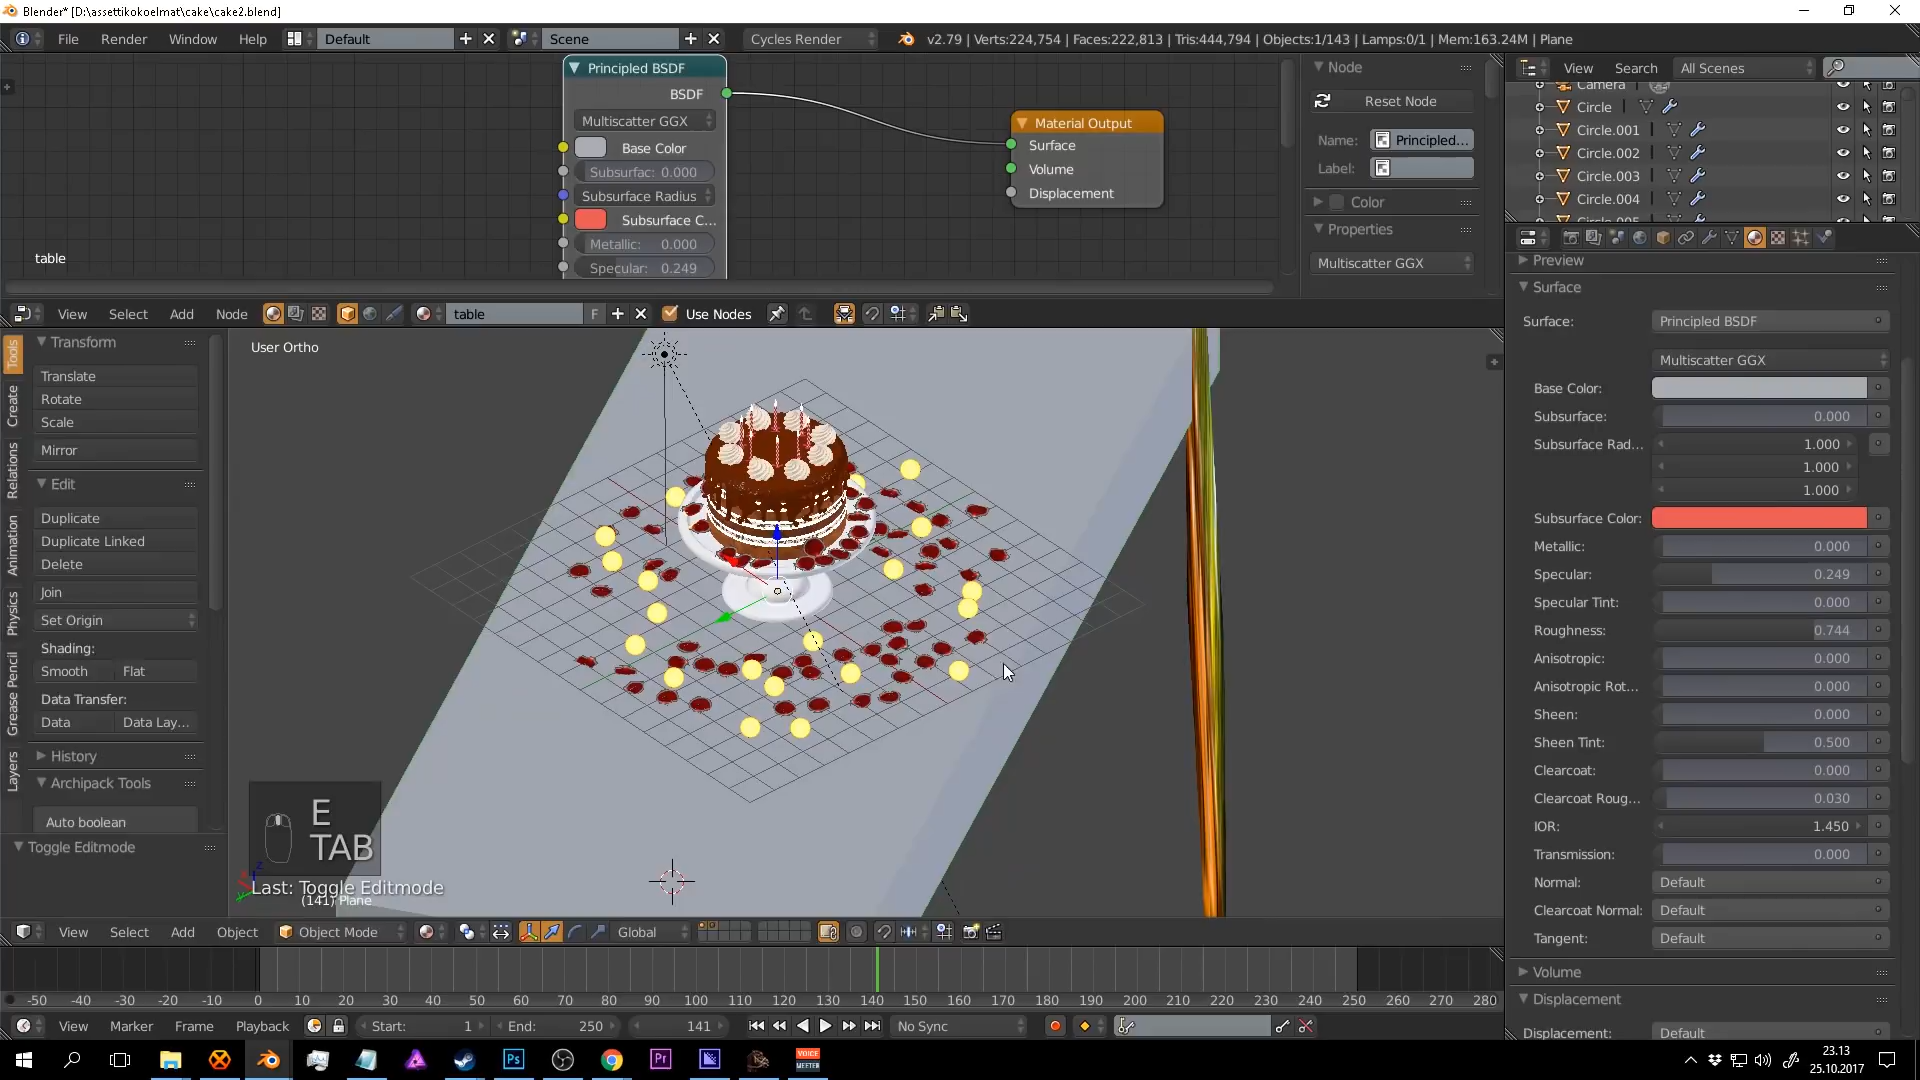 Blender* [D:\assettikokoelmat\cake\cake2.blend]
File Render Window Help Default Scene Cycles Render v2.79 | Verts:224,754 | Faces:222,813 | Tris:444,794 | Objects:1/143 | Lamps:0/1 | Mem:163.24M | Plane
Principled BSDF
BSDF
Multiscatter GGX
Base Color
Subsurfac: 0.000
Subsurface Radius
Subsurface C...
Metallic: 0.000
Specular: 0.249
Material Output
Surface
Volume
Displacement
table
Node
Reset Node
Name: Principled...
Label:
Color
Properties
Multiscatter GGX
View Search All Scenes
Camera
Circle
Circle.001
Circle.002
Circle.003
Circle.004
Circle.005
View Select Add Node table F Use Nodes
Tools
Create
Relations
Animation
Physics
Grease Pencil
Layers
Transform
Translate
Rotate
Scale
Mirror
Edit
Duplicate
Duplicate Linked
Delete
Join
Set Origin
Shading:
Smooth Flat
Data Transfer:
Data Data Lay...
History
Archipack Tools
Auto boolean
Toggle Editmode
User Ortho
E
TAB
Last: Toggle Editmode
(141) Plane
Preview
Surface
Surface: Principled BSDF
Multiscatter GGX
Base Color:
Subsurface: 0.000
Subsurface Rad... 1.000
1.000
1.000
Subsurface Color:
Metallic: 0.000
Specular: 0.249
Specular Tint: 0.000
Roughness: 0.744
Anisotropic: 0.000
Anisotropic Rot... 0.000
Sheen: 0.000
Sheen Tint: 0.500
Clearcoat: 0.000
Clearcoat Roug... 0.030
IOR: 1.450
Transmission: 0.000
Normal: Default
Clearcoat Normal: Default
Tangent: Default
Volume
Displacement
Displacement: Default
View Select Add Object Object Mode Global
-50 -40 -30 -20 -10 0 10 20 30 40 50 60 70 80 90 100 110 120 130 140 150 160 170 180 190 200 210 220 230 240 250 260 270 280
View Marker Frame Playback Start: 1 End: 250 141 No Sync
Ps
Pr
VOICE
MEETER
23.13
25.10.2017